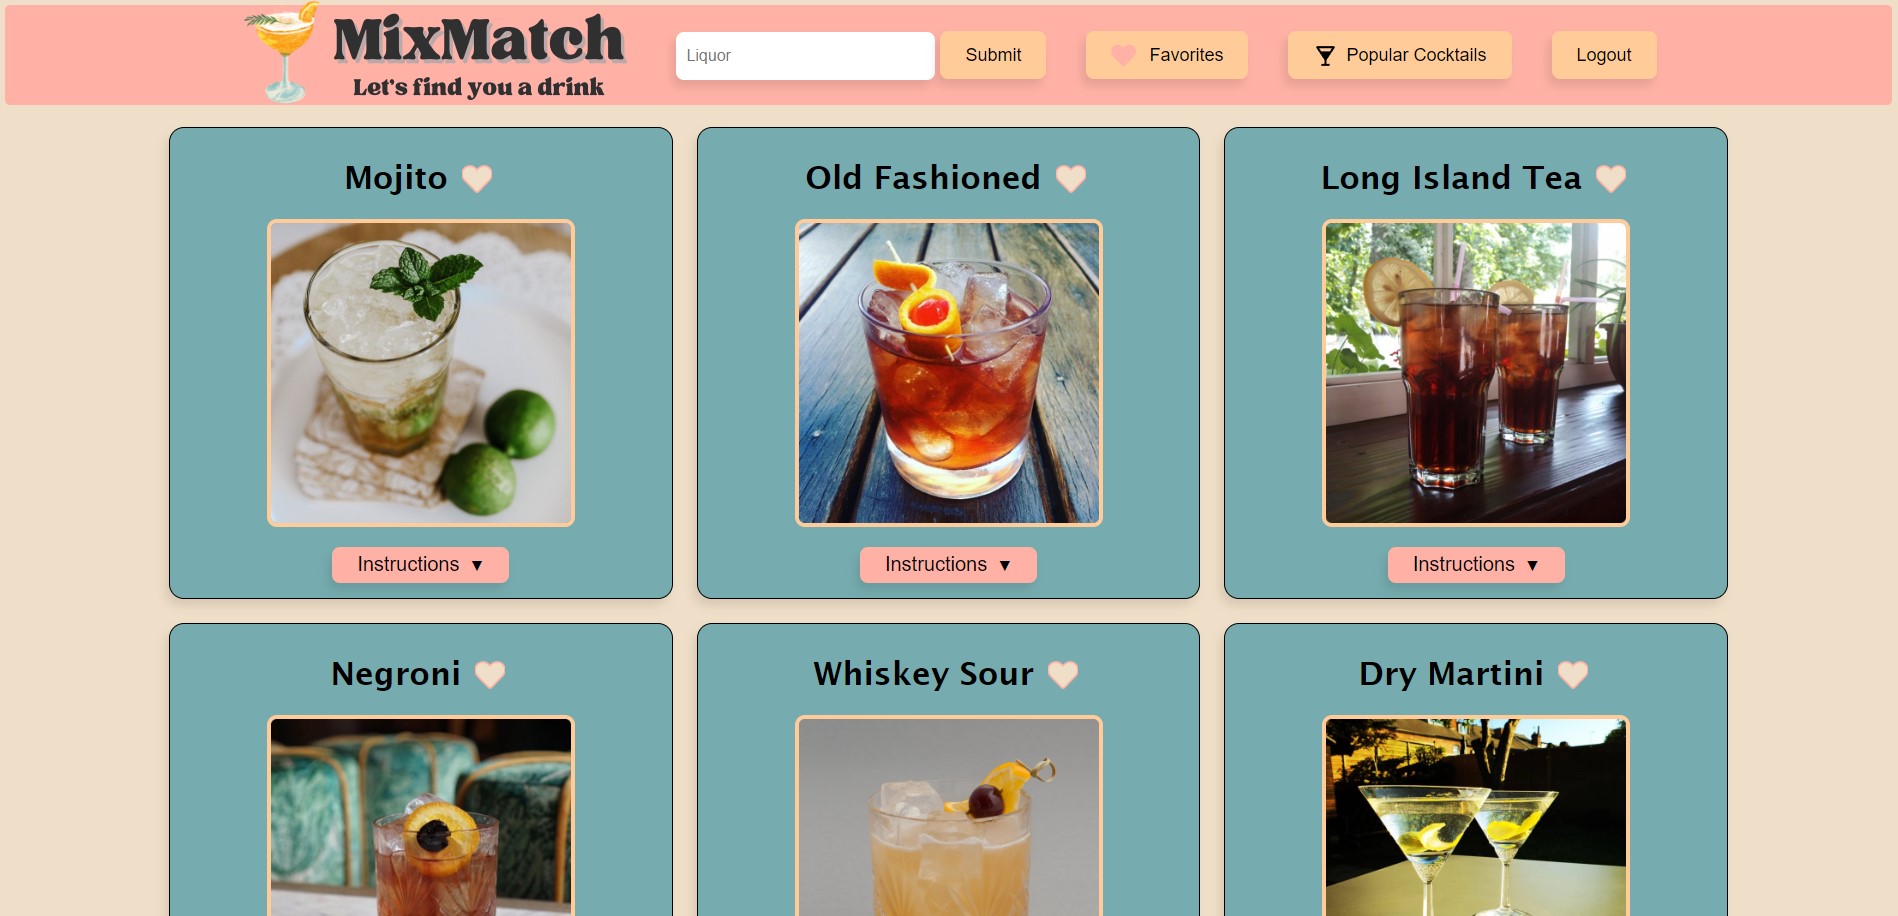 MixMatch
Let's find you a drink
Liquor
Submit
Favorites
Popular Cocktails
Logout
Mojito
Old Fashioned
Long Island Tea
Instructions ▼
Instructions ▼
Instructions ▼
Negroni
Whiskey Sour
Dry Martini